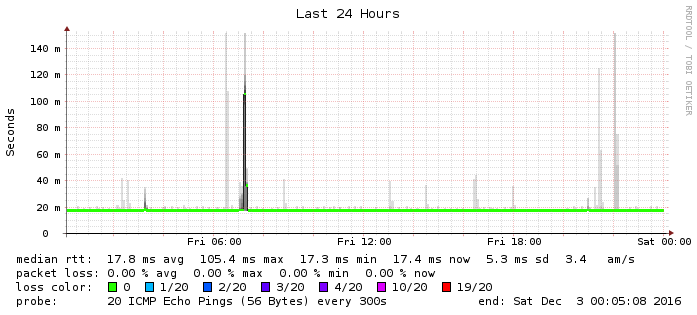 Last 24 Hours
RRDTOOL / TOBI OETIKER
Seconds
140 m
120 m
100 m
80 m
60 m
40 m
20 m
0
Fri 06:00 Fri 12:00 Fri 18:00 Sat 00:00
median rtt: 17.8 ms avg 105.4 ms max 17.3 ms min 17.4 ms now 5.3 ms sd 3.4 am/s
packet loss: 0.00 % avg 0.00 % max 0.00 % min 0.00 % now
loss color: 0 1/20 2/20 3/20 4/20 10/20 19/20
probe: 20 ICMP Echo Pings (56 Bytes) every 300s end: Sat Dec 3 00:05:08 2016